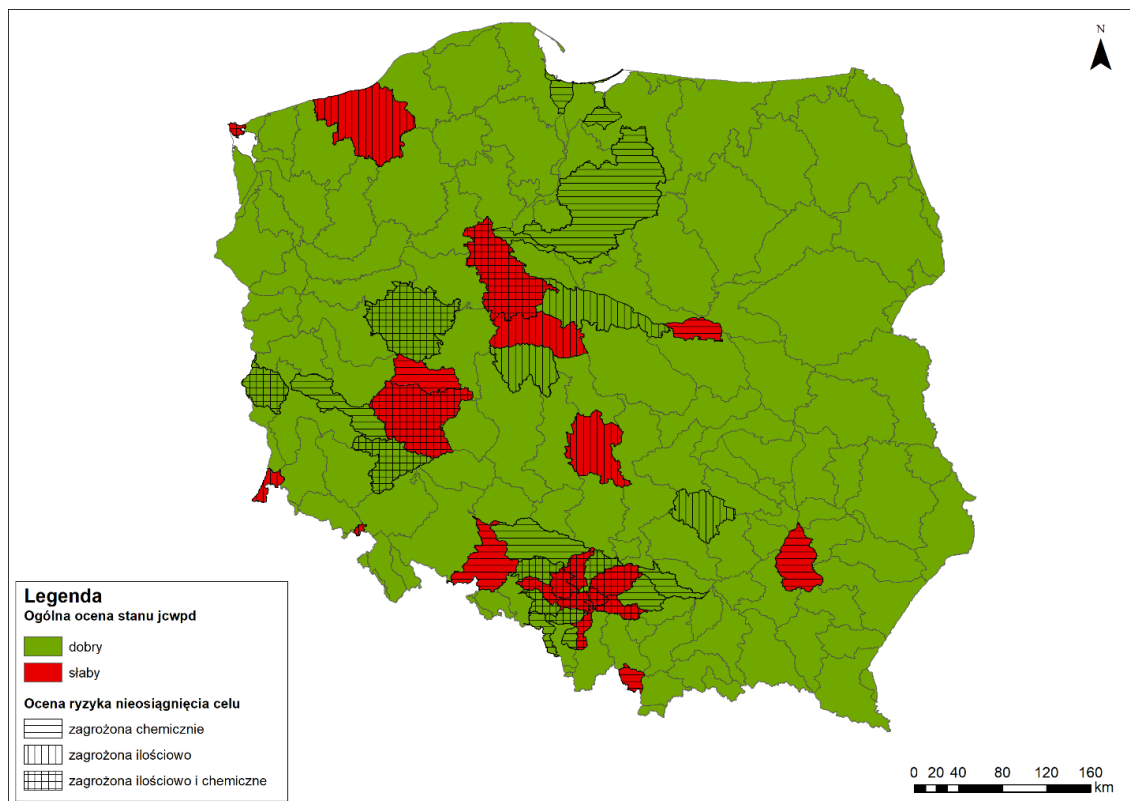 N
Legenda
Ogólna ocena stanu jcwpd
dobry
słaby
Ocena ryzyka nieosiągnięcia celu
zagrożona chemicznie
zagrożona ilościowo
zagrożona ilościowo i chemiczne
0 20 40 80 120 160
km